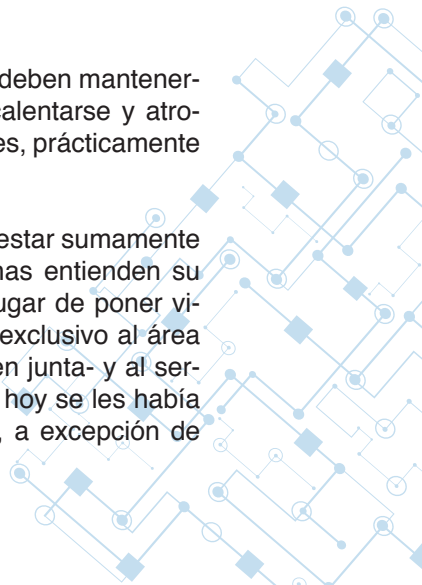 deben mantener-
calentarse y atro-
es, prácticamente
estar sumamente
nas entienden su
ugar de poner vi-
exclusivo al área
en junta- y al ser-
hoy se les había
, a excepción de